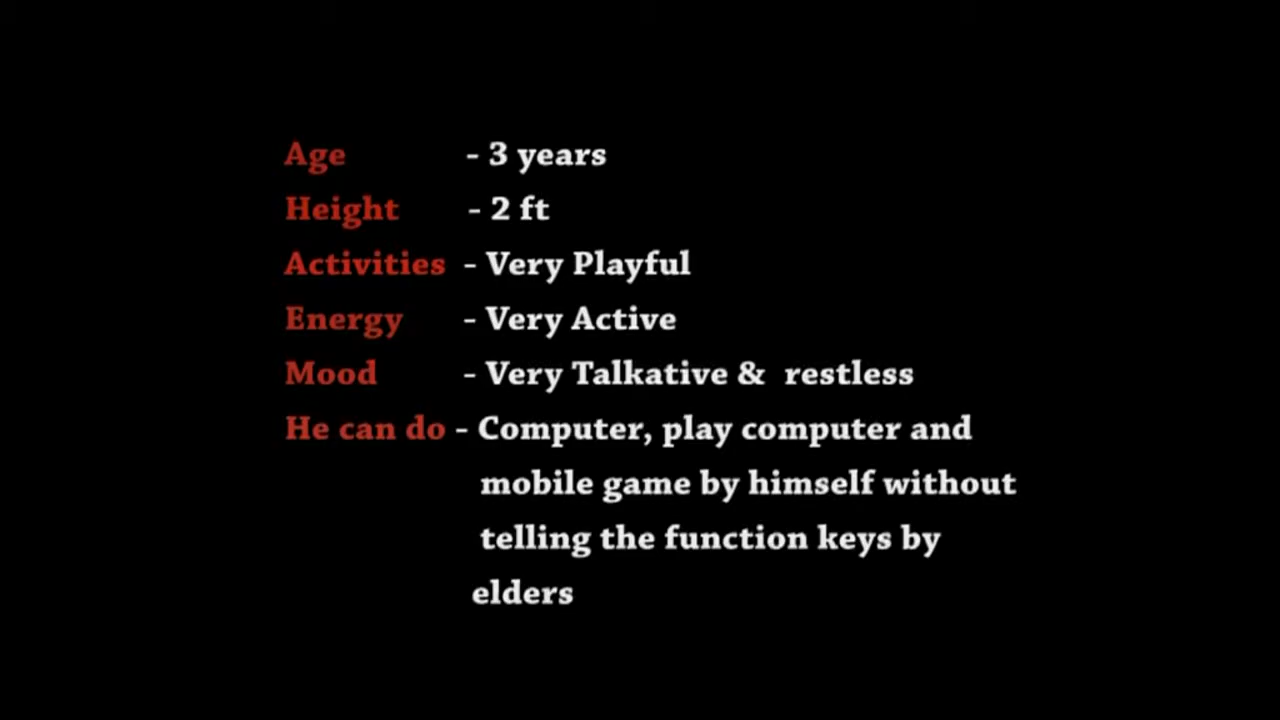 Age - 3 years
Height - 2 ft
Activities - Very Playful
Energy - Very Active
Mood - Very Talkative & restless
He can do - Computer, play computer and
mobile game by himself without
telling the function keys by
elders